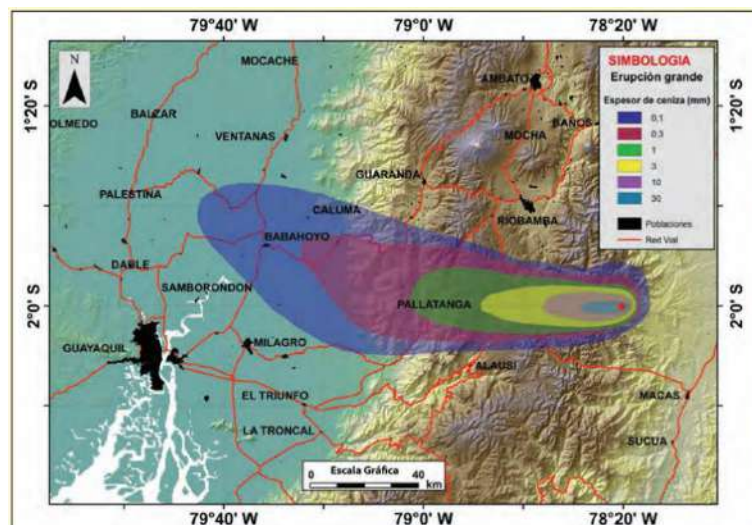 79°40' W
79°0' W
78°20' W
N
MOCACHE
SIMBOLOGIA
Erupción grande
AMBATO
Espesor de ceniza (mm)
1°20' S
1°20' S
OLMEDO
BALZAR
0,1
BAÑOS
VENTANAS
MOCHA
0,3
1
GUARANDA
3
PALESTINA
10
CALUMA
RIOBAMBA
30
Poblaciones
BABAHOYO
Red Vial
DAULE
SAMBORONDON
PALLATANGA
2°0' S
2°0' S
GUAYAQUIL
MILAGRO
ALAUSI
EL TRIUNFO
MACAS
LA TRONCAL
SUCUA
Escala Gráfica
0 40
km
79°40' W
79°0' W
78°20' W